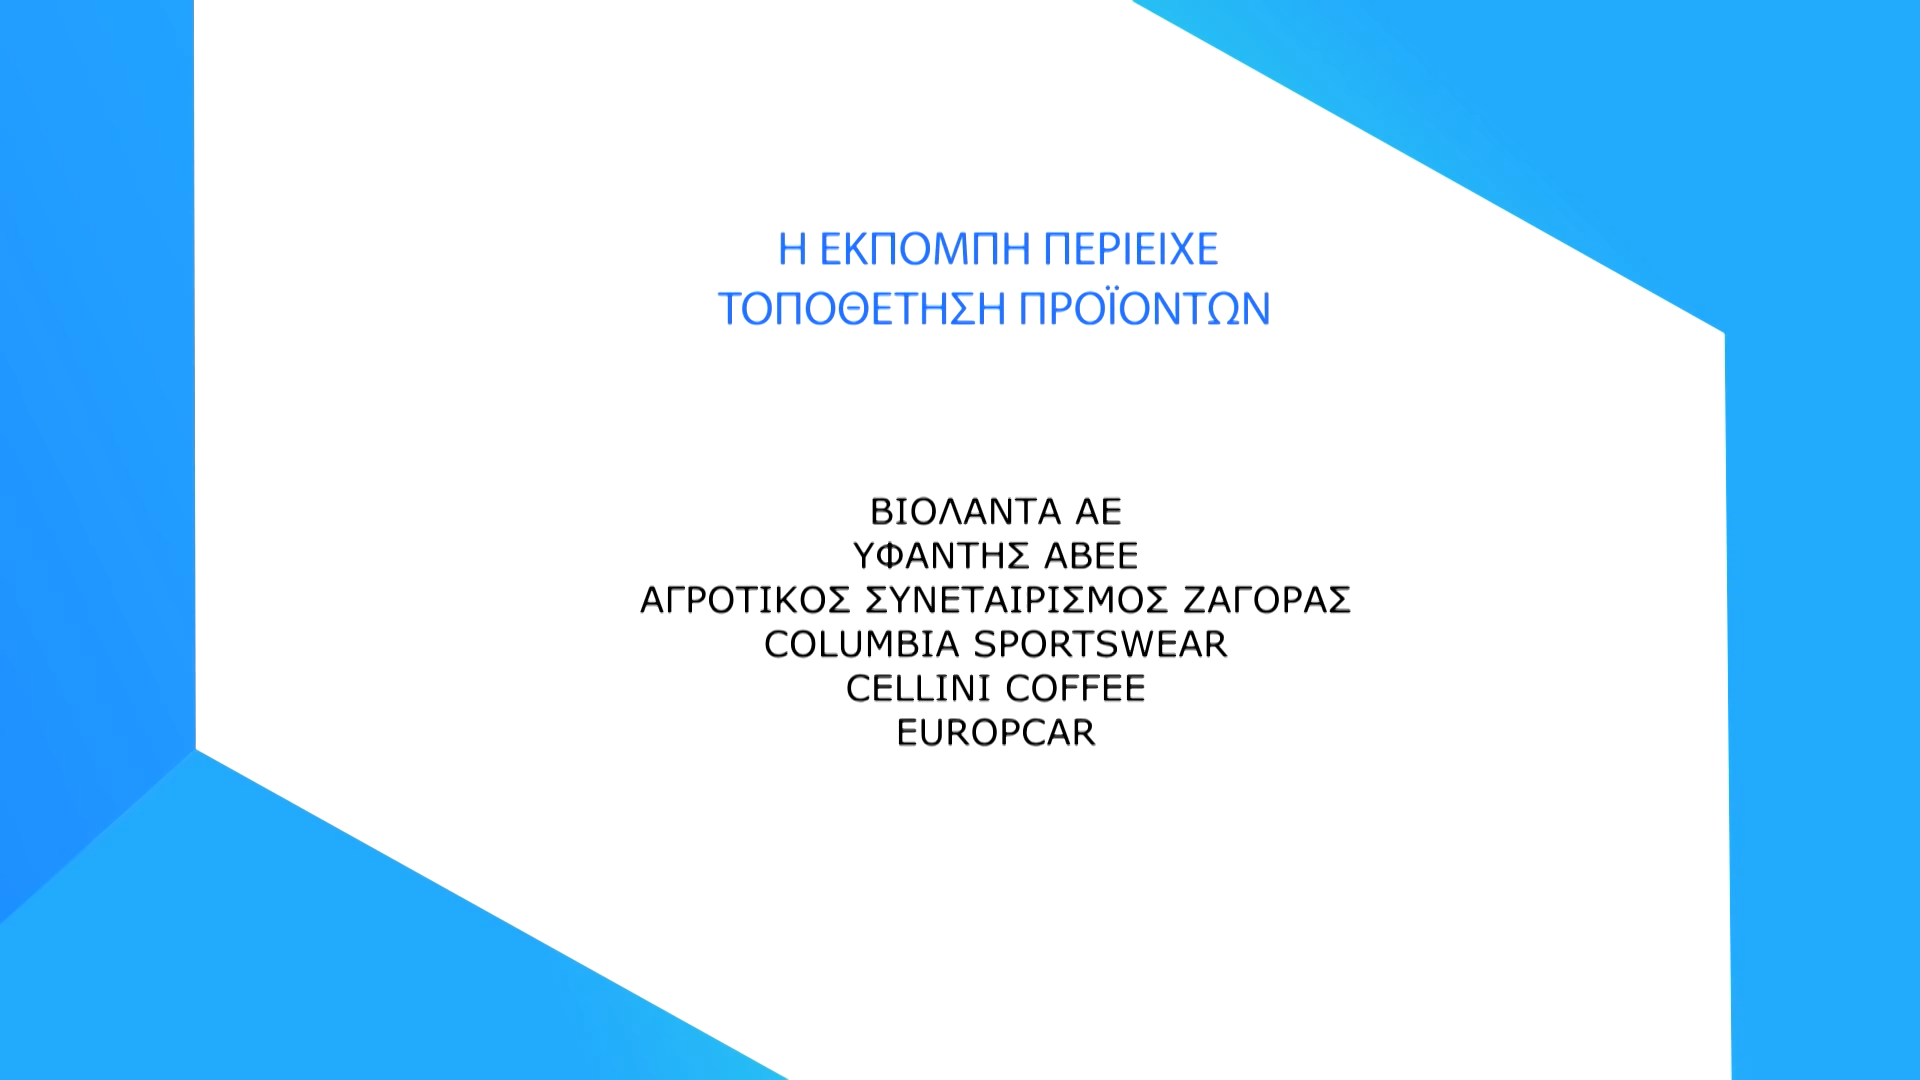 Η ΕΚΠΟΜΠΗ ΠΕΡΙΕΙΧΕ
ΤΟΠΟΘΕΤΗΣΗ ΠΡΟΪΟΝΤΩΝ
ΒΙΟΛΑΝΤΑ ΑΕ
ΥΦΑΝΤΗΣ ΑΒΕΕ
ΑΓΡΟΤΙΚΟΣ ΣΥΝΕΤΑΙΡΙΣΜΟΣ ΖΑΓΟΡΑΣ
COLUMBIA SPORTSWEAR
CELLINI COFFEE
EUROPCAR